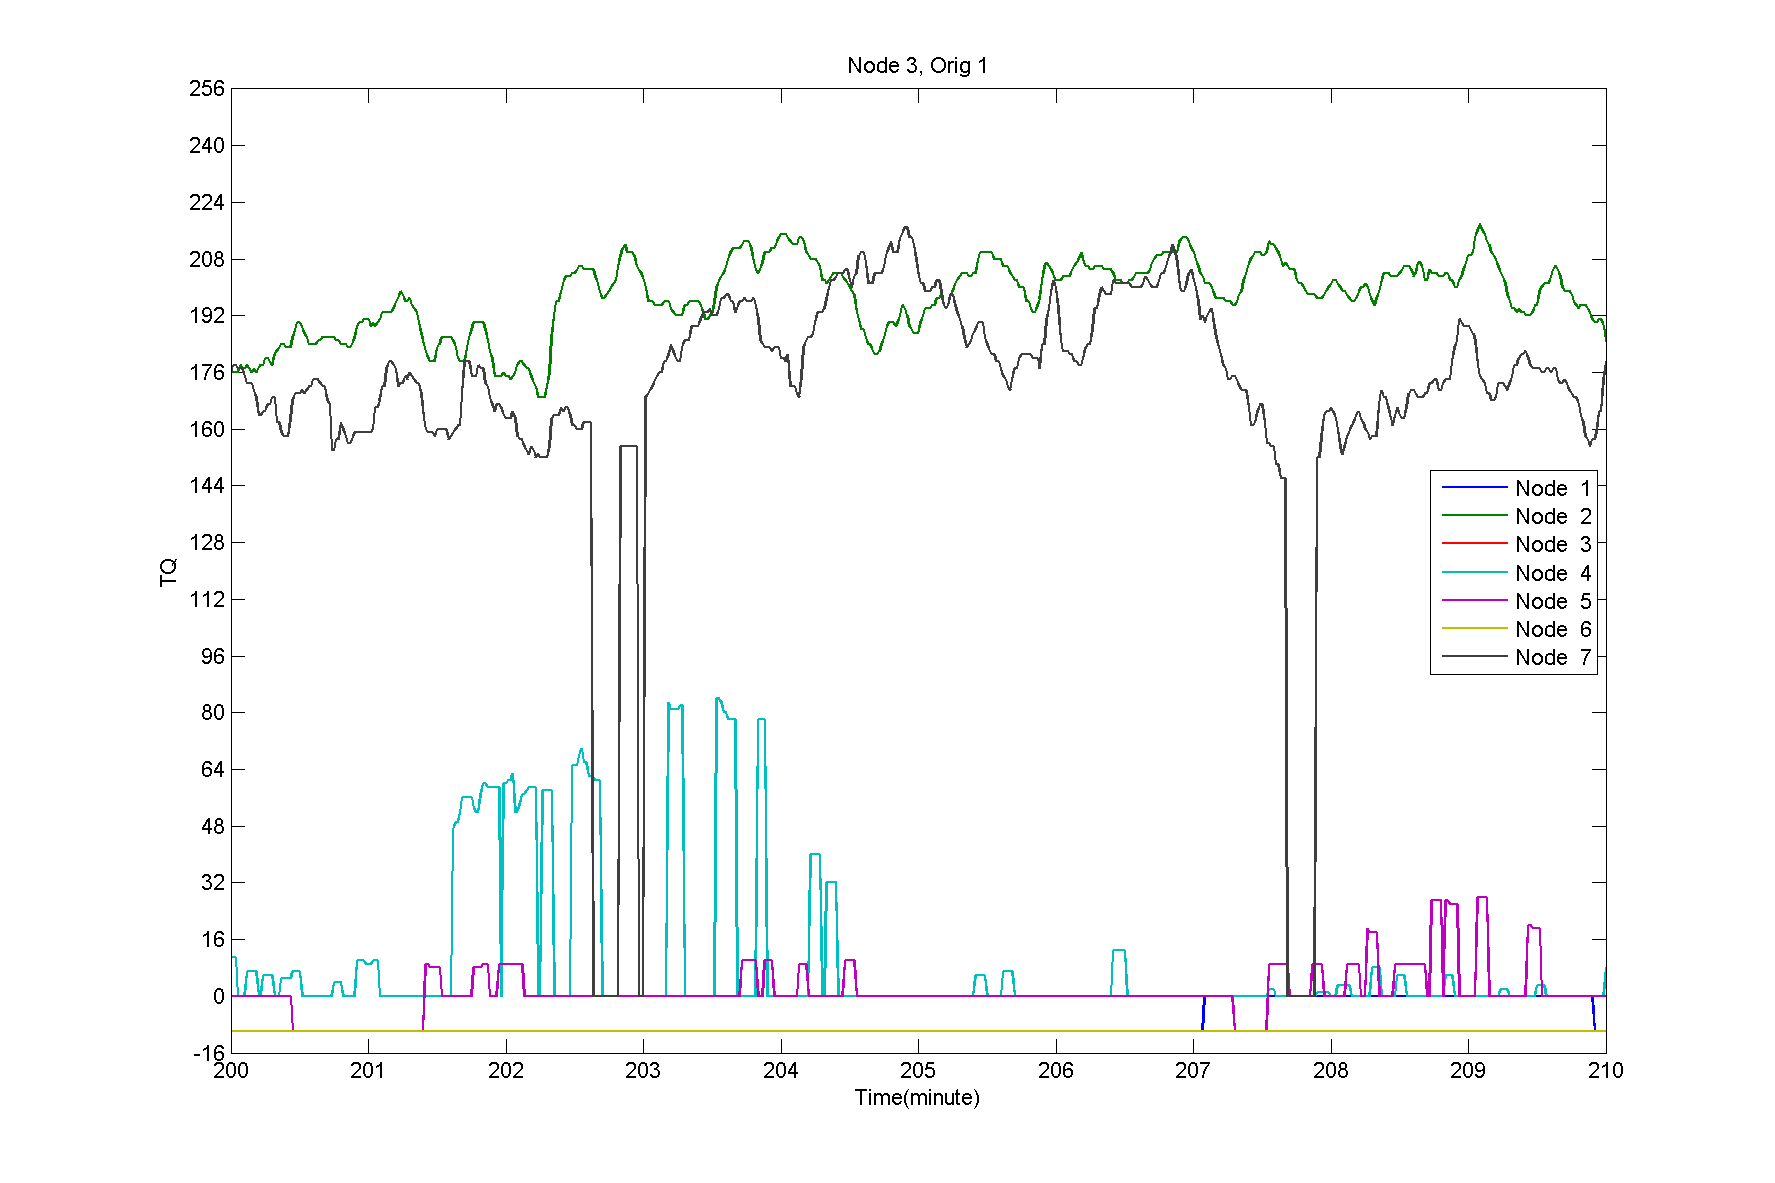 Node 3, Orig 1
256
240
224
208
192
176
160
144
128
112
96
80
64
48
32
16
0
-16
TQ
Node 1
Node 2
Node 3
Node 4
Node 5
Node 6
Node 7
200 201 202 203 204 205 206 207 208 209 210
Time(minute)